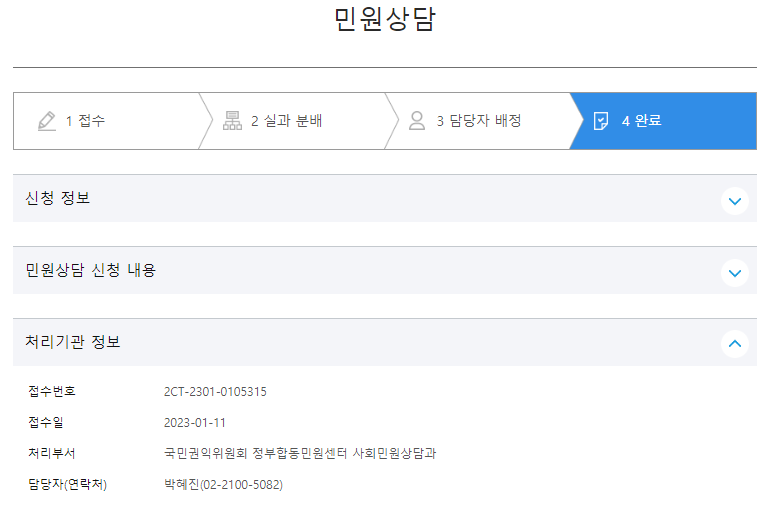 민원상담
1 접수
2 실과 분배
3 담당자 배정
4 완료
신청 정보
민원상담 신청 내용
처리기관 정보
접수번호 2CT-2301-0105315
접수일 2023-01-11
처리부서 국민권익위원회 정부합동민원센터 사회민원상담과
담당자(연락처) 박혜진(02-2100-5082)